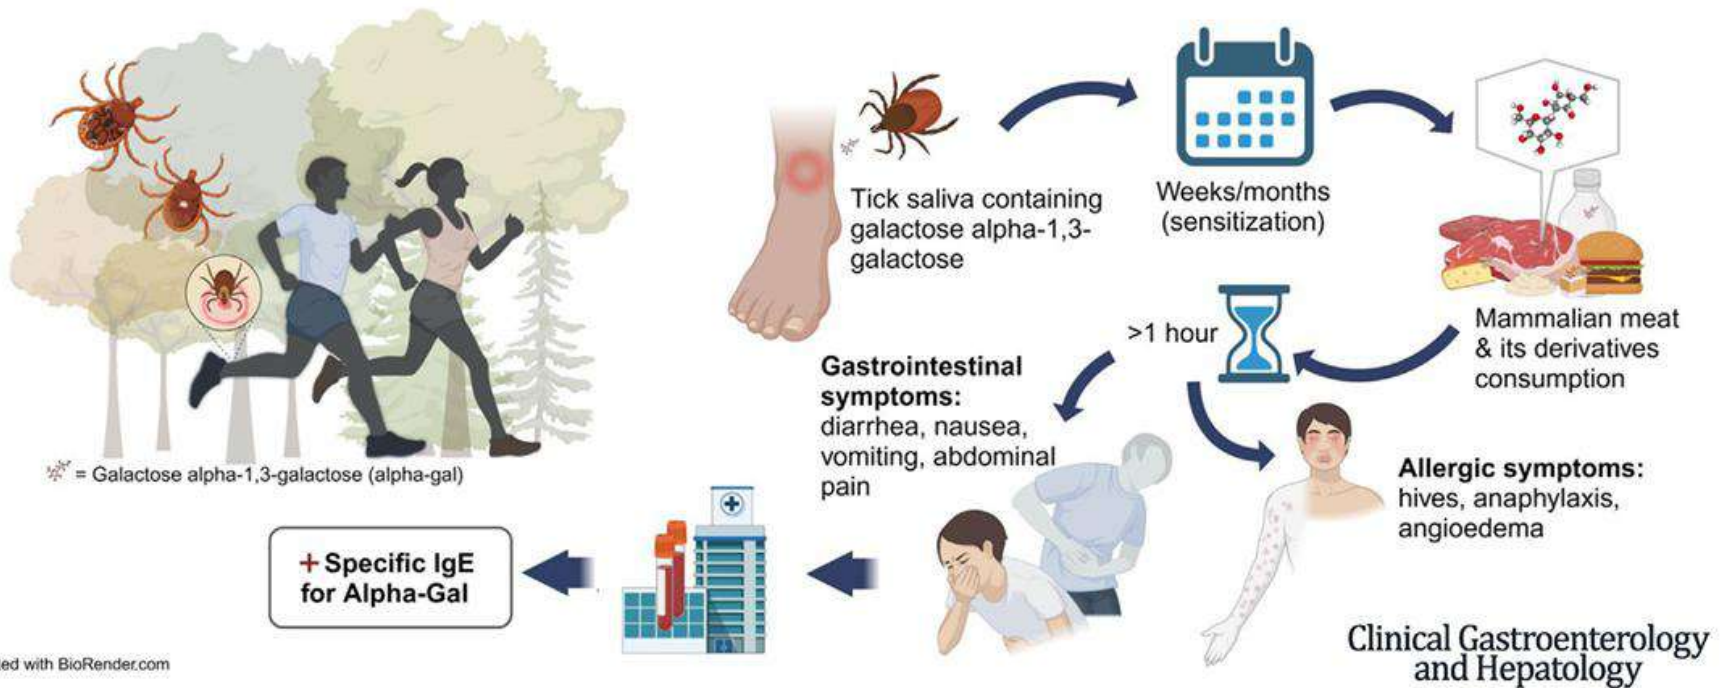 Tick saliva containing
galactose alpha-1,3-
galactose
Weeks/months
(sensitization)
Mammalian meat
& its derivatives
consumption
>1 hour
Gastrointestinal
symptoms:
diarrhea, nausea,
vomiting, abdominal
pain
Allergic symptoms:
hives, anaphylaxis,
angioedema
= Galactose alpha-1,3-galactose (alpha-gal)
+ Specific IgE
for Alpha-Gal
ted with BioRender.com
Clinical Gastroenterology
and Hepatology